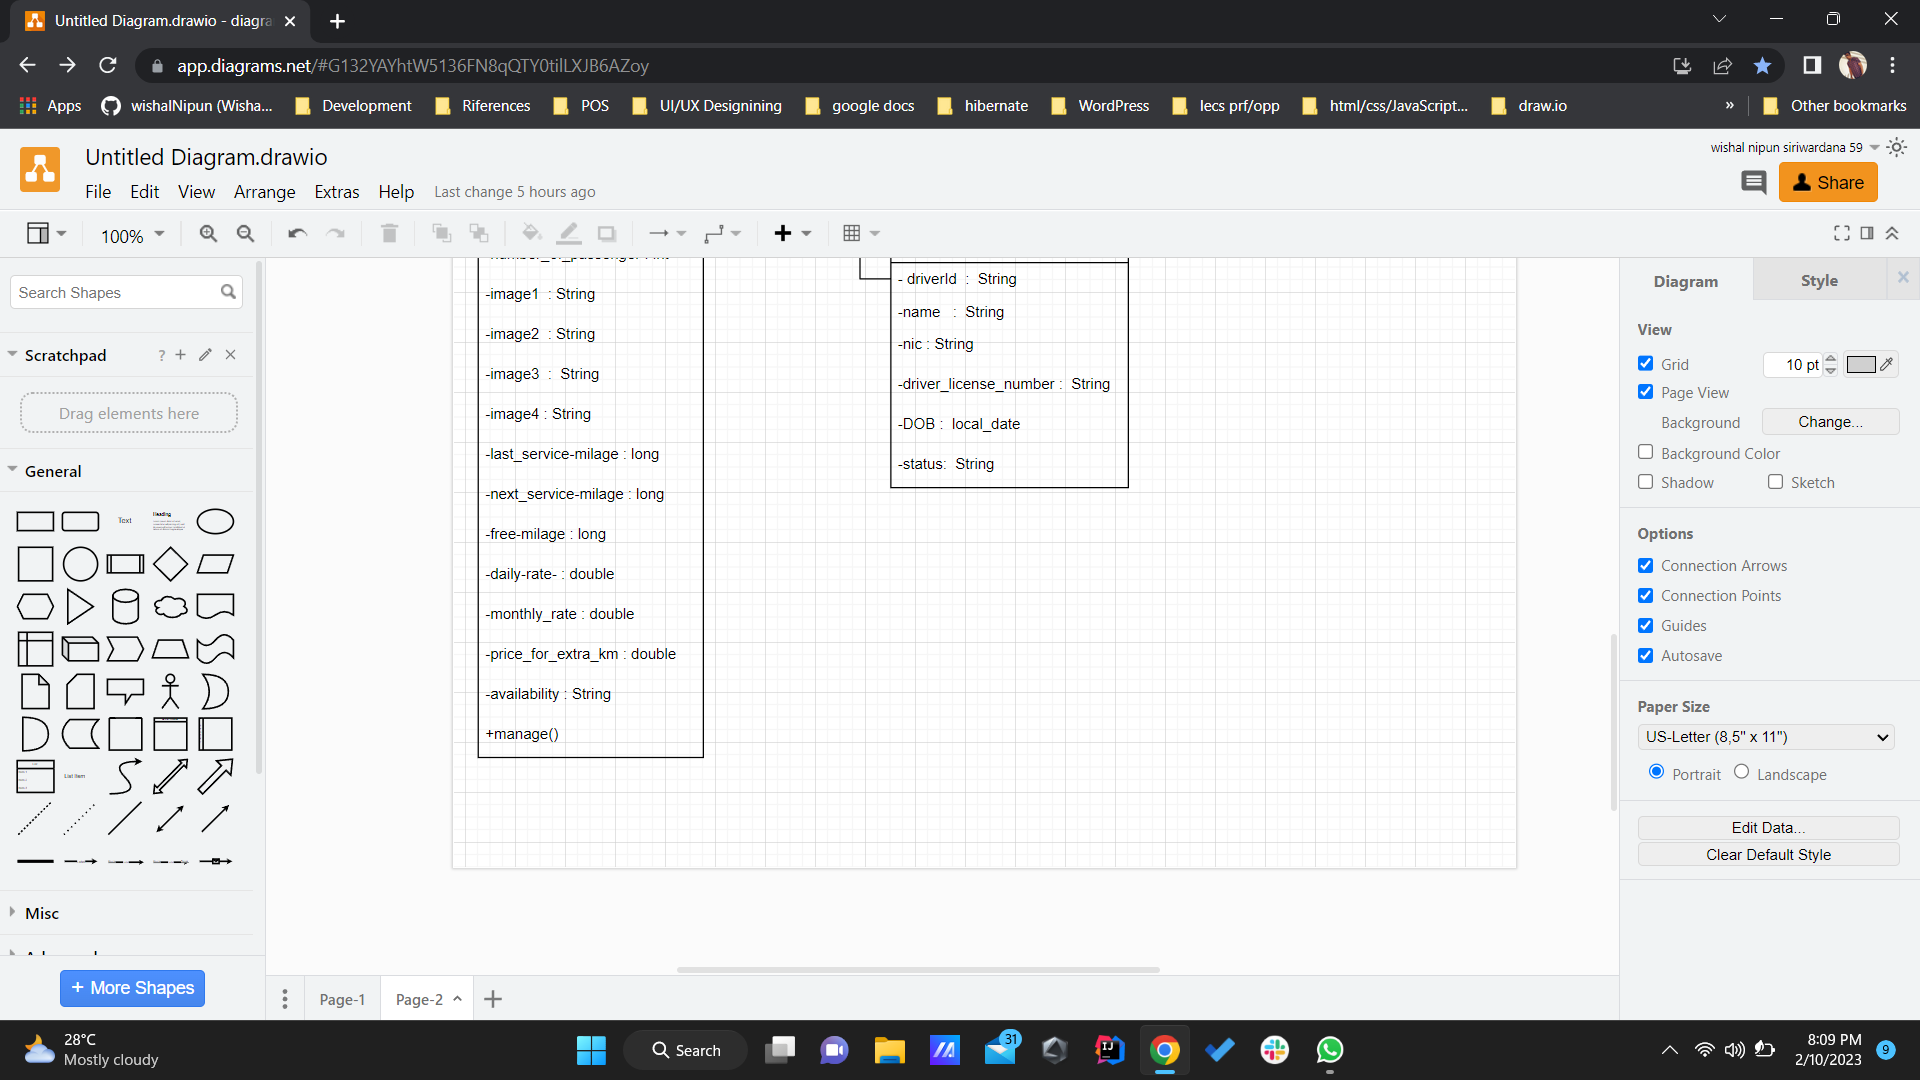 Untitled Diagram.drawio - diagra
app.diagrams.net/#G132YAYhtW5136FN8qQTY0tilLXJB6AZoy
Apps wishalNipun (Wisha... Development Riferences POS UI/UX Designining google docs hibernate WordPress lecs prf/opp html/css/JavaScript... draw.io » Other bookmarks
Untitled Diagram.drawio
wishal nipun siriwardana 59
File Edit View Arrange Extras Help Last change 5 hours ago
Share
100%
Search Shapes
Scratchpad ?
Drag elements here
General
Text
Heading
List Item
Misc
+ More Shapes
-image1 : String
-image2 : String
-image3 : String
-image4 : String
-last_service-milage : long
-next_service-milage : long
-free-milage : long
-daily-rate- : double
-monthly_rate : double
-price_for_extra_km : double
-availability : String
+manage()
- driverId : String
-name : String
-nic : String
-driver_license_number : String
-DOB : local_date
-status: String
Diagram Style
View
Grid 10 pt
Page View
Background Change...
Background Color
Shadow Sketch
Options
Connection Arrows
Connection Points
Guides
Autosave
Paper Size
US-Letter (8,5" x 11")
Portrait Landscape
Edit Data...
Clear Default Style
Page-1 Page-2
28°C
Mostly cloudy
Search
31
IJ
8:09 PM
2/10/2023
9